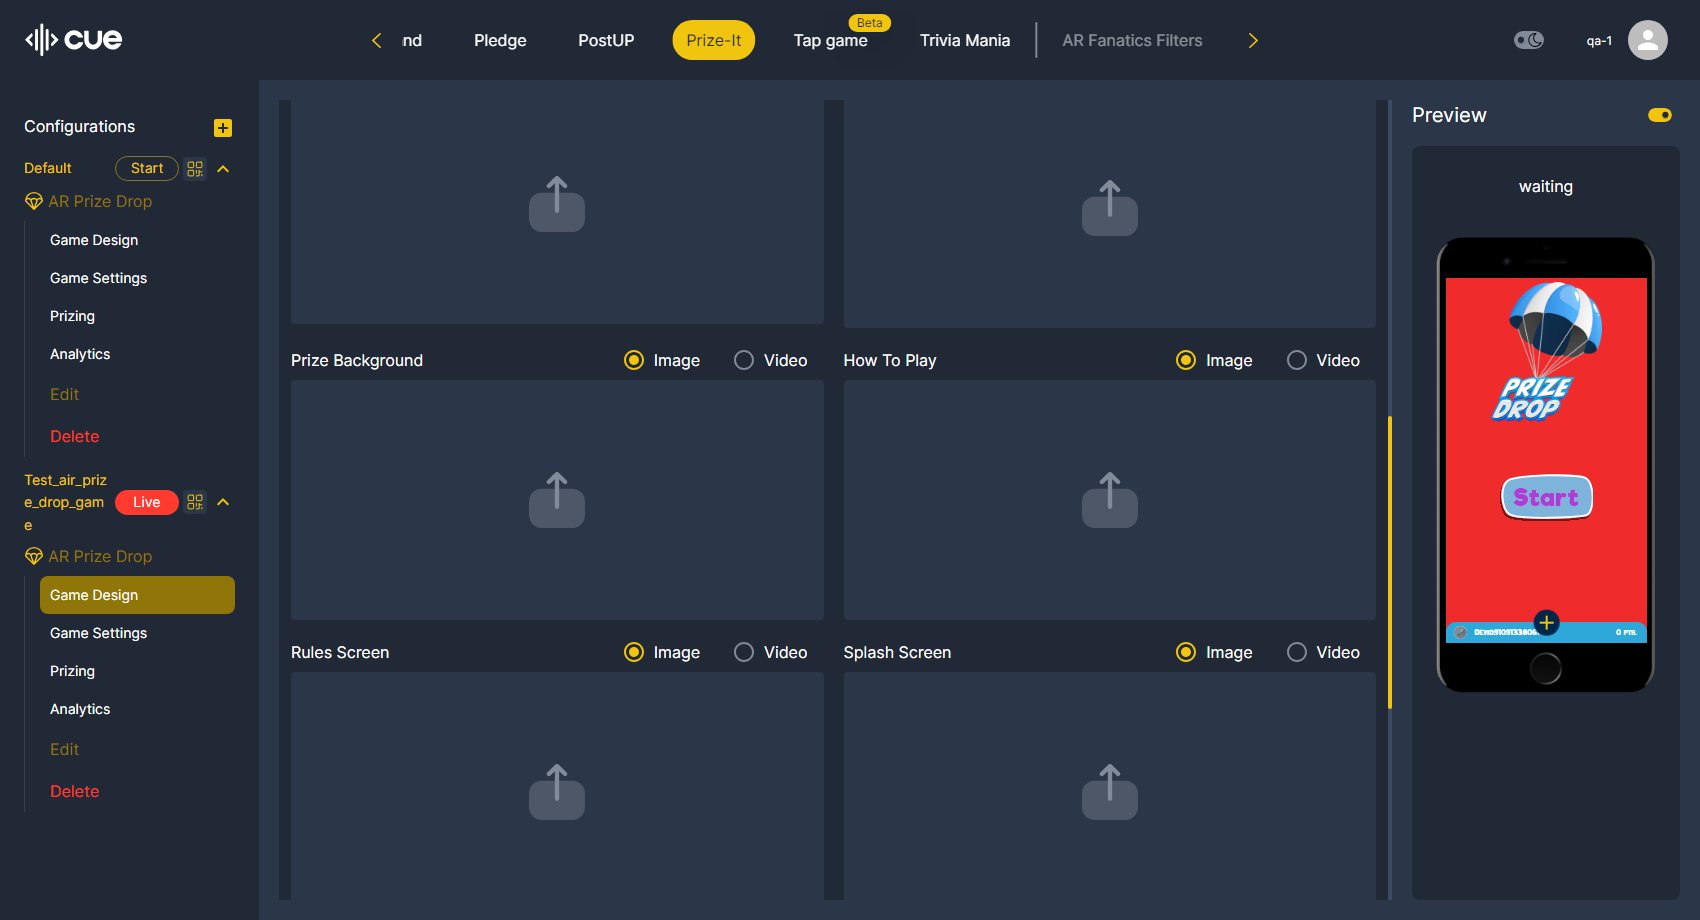 cue
nd
Pledge
PostUP
Prize-It
Beta
Tap game
Trivia Mania
AR Fanatics Filters
qa-1
Configurations
Default
Start
AR Prize Drop
Game Design
Game Settings
Prizing
Analytics
Edit
Delete
Test_air_priz
e_drop_gam
e
Live
AR Prize Drop
Game Design
Game Settings
Prizing
Analytics
Edit
Delete
Prize Background
Image
Video
How To Play
Image
Video
Rules Screen
Image
Video
Splash Screen
Image
Video
Preview
waiting
PRIZE
DROP
Start
0 PTS.